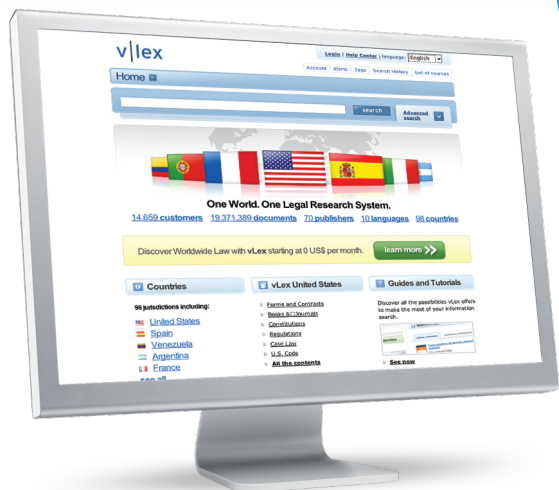 v|lex
Login | Help Center | language: English
Account | Alerts | Tags | Search history | List of sources
Home
search
Advanced search
One World. One Legal Research System.
14.659 customers 19.371.389 documents 70 publishers 10 languages 98 countries
Discover Worldwide Law with vLex starting at 0 US$ per month.
learn more >>
Countries
98 jurisdictions including:
United States
Spain
Venezuela
Argentina
France
see all
vLex United States
Forms and Contracts
Books & Journals
Constitutions
Regulations
Case Law
U.S. Code
All the contents
Guides and Tutorials
Discover all the possibilities vLex offers
to make the most of your information
search.
See now